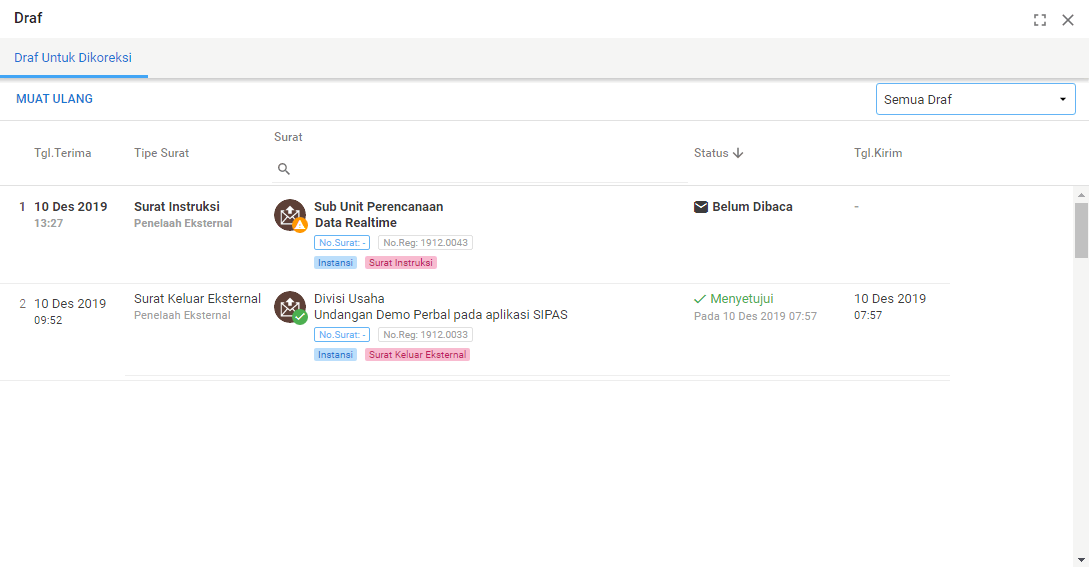 Draf
Draf Untuk Dikoreksi
MUAT ULANG
Semua Draf
Tgl.Terima
Tipe Surat
Surat
Status
Tgl.Kirim
1
10 Des 2019
13:27
Surat Instruksi
Penelaah Eksternal
Sub Unit Perencanaan
Data Realtime
No.Surat: -
No.Reg: 1912.0043
Instansi
Surat Instruksi
Belum Dibaca
-
2
10 Des 2019
09:52
Surat Keluar Eksternal
Penelaah Eksternal
Divisi Usaha
Undangan Demo Perbal pada aplikasi SIPAS
No.Surat: -
No.Reg: 1912.0033
Instansi
Surat Keluar Eksternal
Menyetujui
Pada 10 Des 2019 07:57
10 Des 2019
07:57